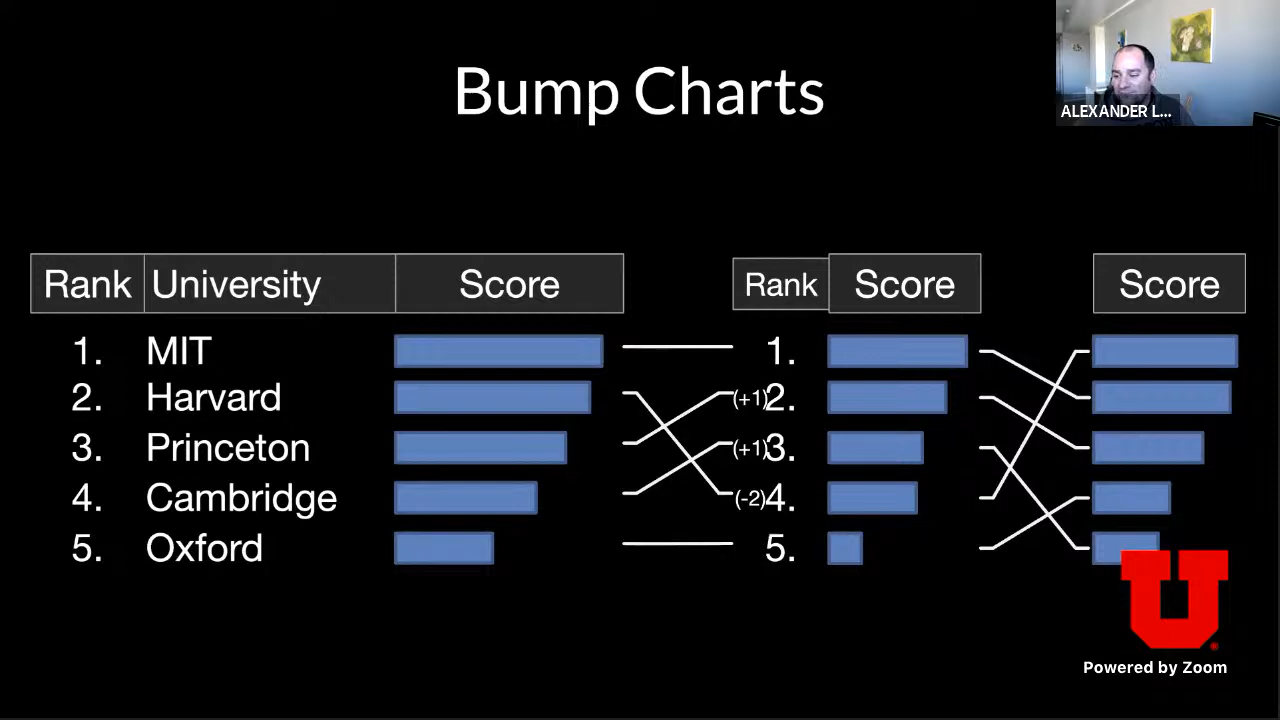 Bump Charts
ALEXANDER L...
Rank University Score Rank Score Score
1. MIT 1.
2. Harvard (+1) 2.
3. Princeton (+1) 3.
4. Cambridge (-2) 4.
5. Oxford 5.
U
Powered by Zoom